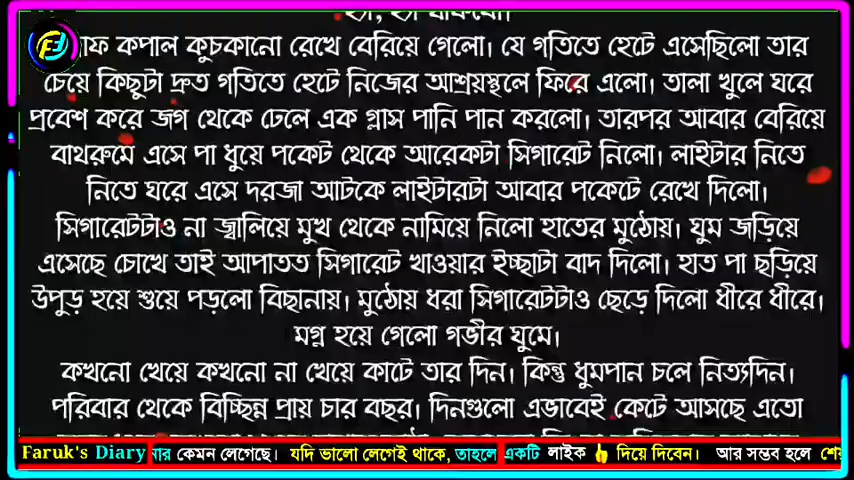 হ্যাঁ, হ্যাঁ
কপাল কুচকানো রেখে বেরিয়ে গেলো। যে গতিতে হেটে এসেছিলো তার
চেয়ে কিছুটা দ্রুত গতিতে হেটে নিজের আশ্রয়স্থলে ফিরে এলো। তালা খুলে ঘরে
প্রবেশ করে জগ থেকে ঢেলে এক গ্লাস পানি পান করলো। তারপর আবার বেরিয়ে
বাথরুমে এসে পা ধুয়ে পকেট থেকে আরেকটা সিগারেট নিলো। লাইটার নিতে
নিতে ঘরে এসে দরজা আটকে লাইটারটা আবার পকেটে রেখে দিলো।
সিগারেটটাও না জ্বালিয়ে মুখ থেকে নামিয়ে নিলো হাতের মুঠোয়। ঘুম জড়িয়ে
এসেছে চোখে তাই আপাতত সিগারেট খাওয়ার ইচ্ছাটা বাদ দিলো। হাত পা ছড়িয়ে
উপুড় হয়ে শুয়ে পড়লো বিছানায়। মুঠোয় ধরা সিগারেটটাও ছেড়ে দিলো ধীরে ধীরে।
মগ্ন হয়ে গেলো গভীর ঘুমে।
কখনো খেয়ে কখনো না খেয়ে কাটে তার দিন। কিন্তু ধুমপান চলে নিত্যদিন।
পরিবার থেকে বিচ্ছিন্ন প্রায় চার বছর। দিনগুলো এভাবেই কেটে আসছে এতো
Faruk's Diary নার কেমন লেগেছে। যদি ভালো লেগেই থাকে, তাহলে একটি লাইক 👍 দিয়ে দিবেন। আর সম্ভব হলে শে